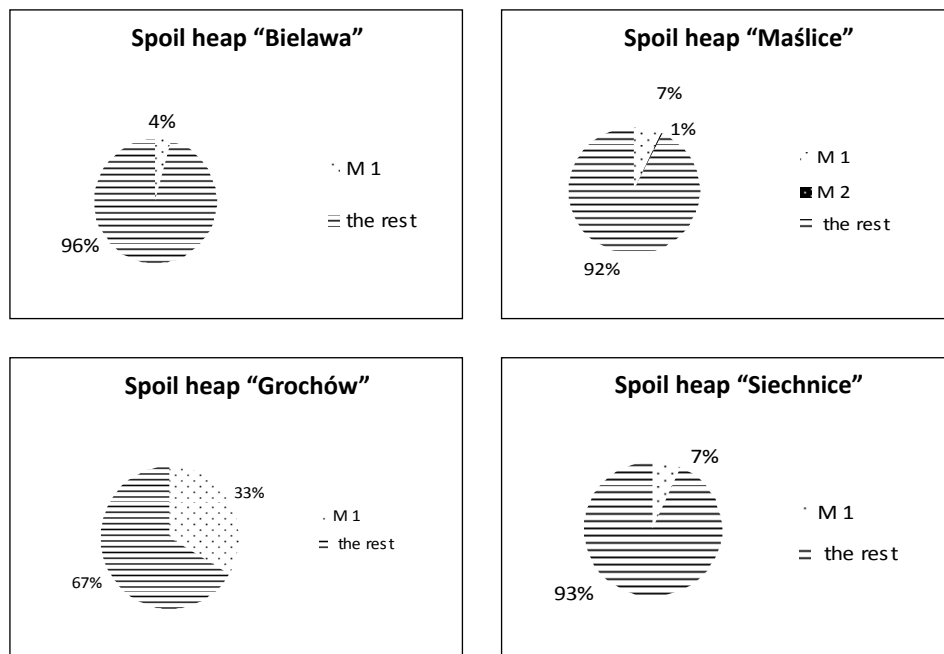 Spoil heap “Bielawa”
4%
M 1
the rest
96%
Spoil heap “Maślice”
7%
1%
M 1
M 2
the rest
92%
Spoil heap “Grochów”
33%
M 1
the rest
67%
Spoil heap “Siechnice”
7%
M 1
the rest
93%